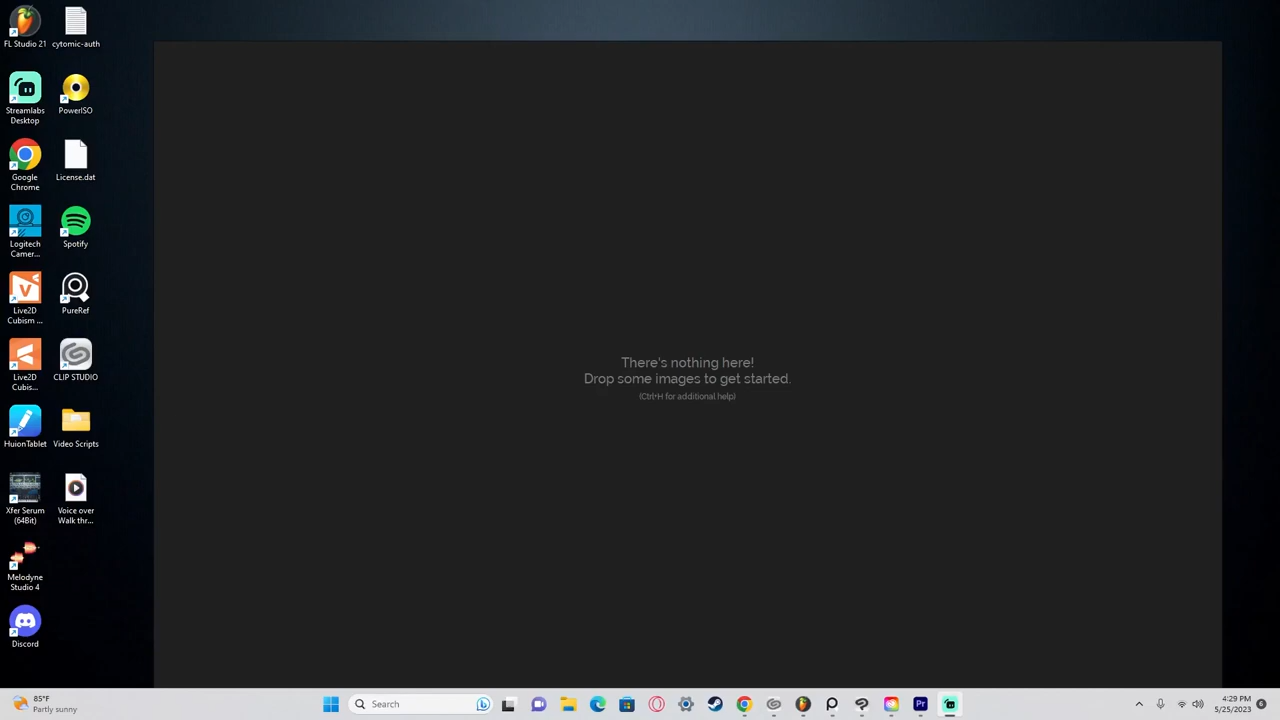 FL Studio 21
cytomic-auth
Streamlabs
Desktop
PowerISO
Google
Chrome
License.dat
Logitech
Camer...
Spotify
Live2D
Cubism ...
PureRef
Live2D
Cubis...
CLIP STUDIO
HuionTablet
Video Scripts
Xfer Serum
(64Bit)
Voice over
Walk thr...
Melodyne
Studio 4
Discord
There's nothing here!
Drop some images to get started.
(Ctrl+H for additional help)
85°F
Partly sunny
Search
Pr
4:29 PM
5/25/2023